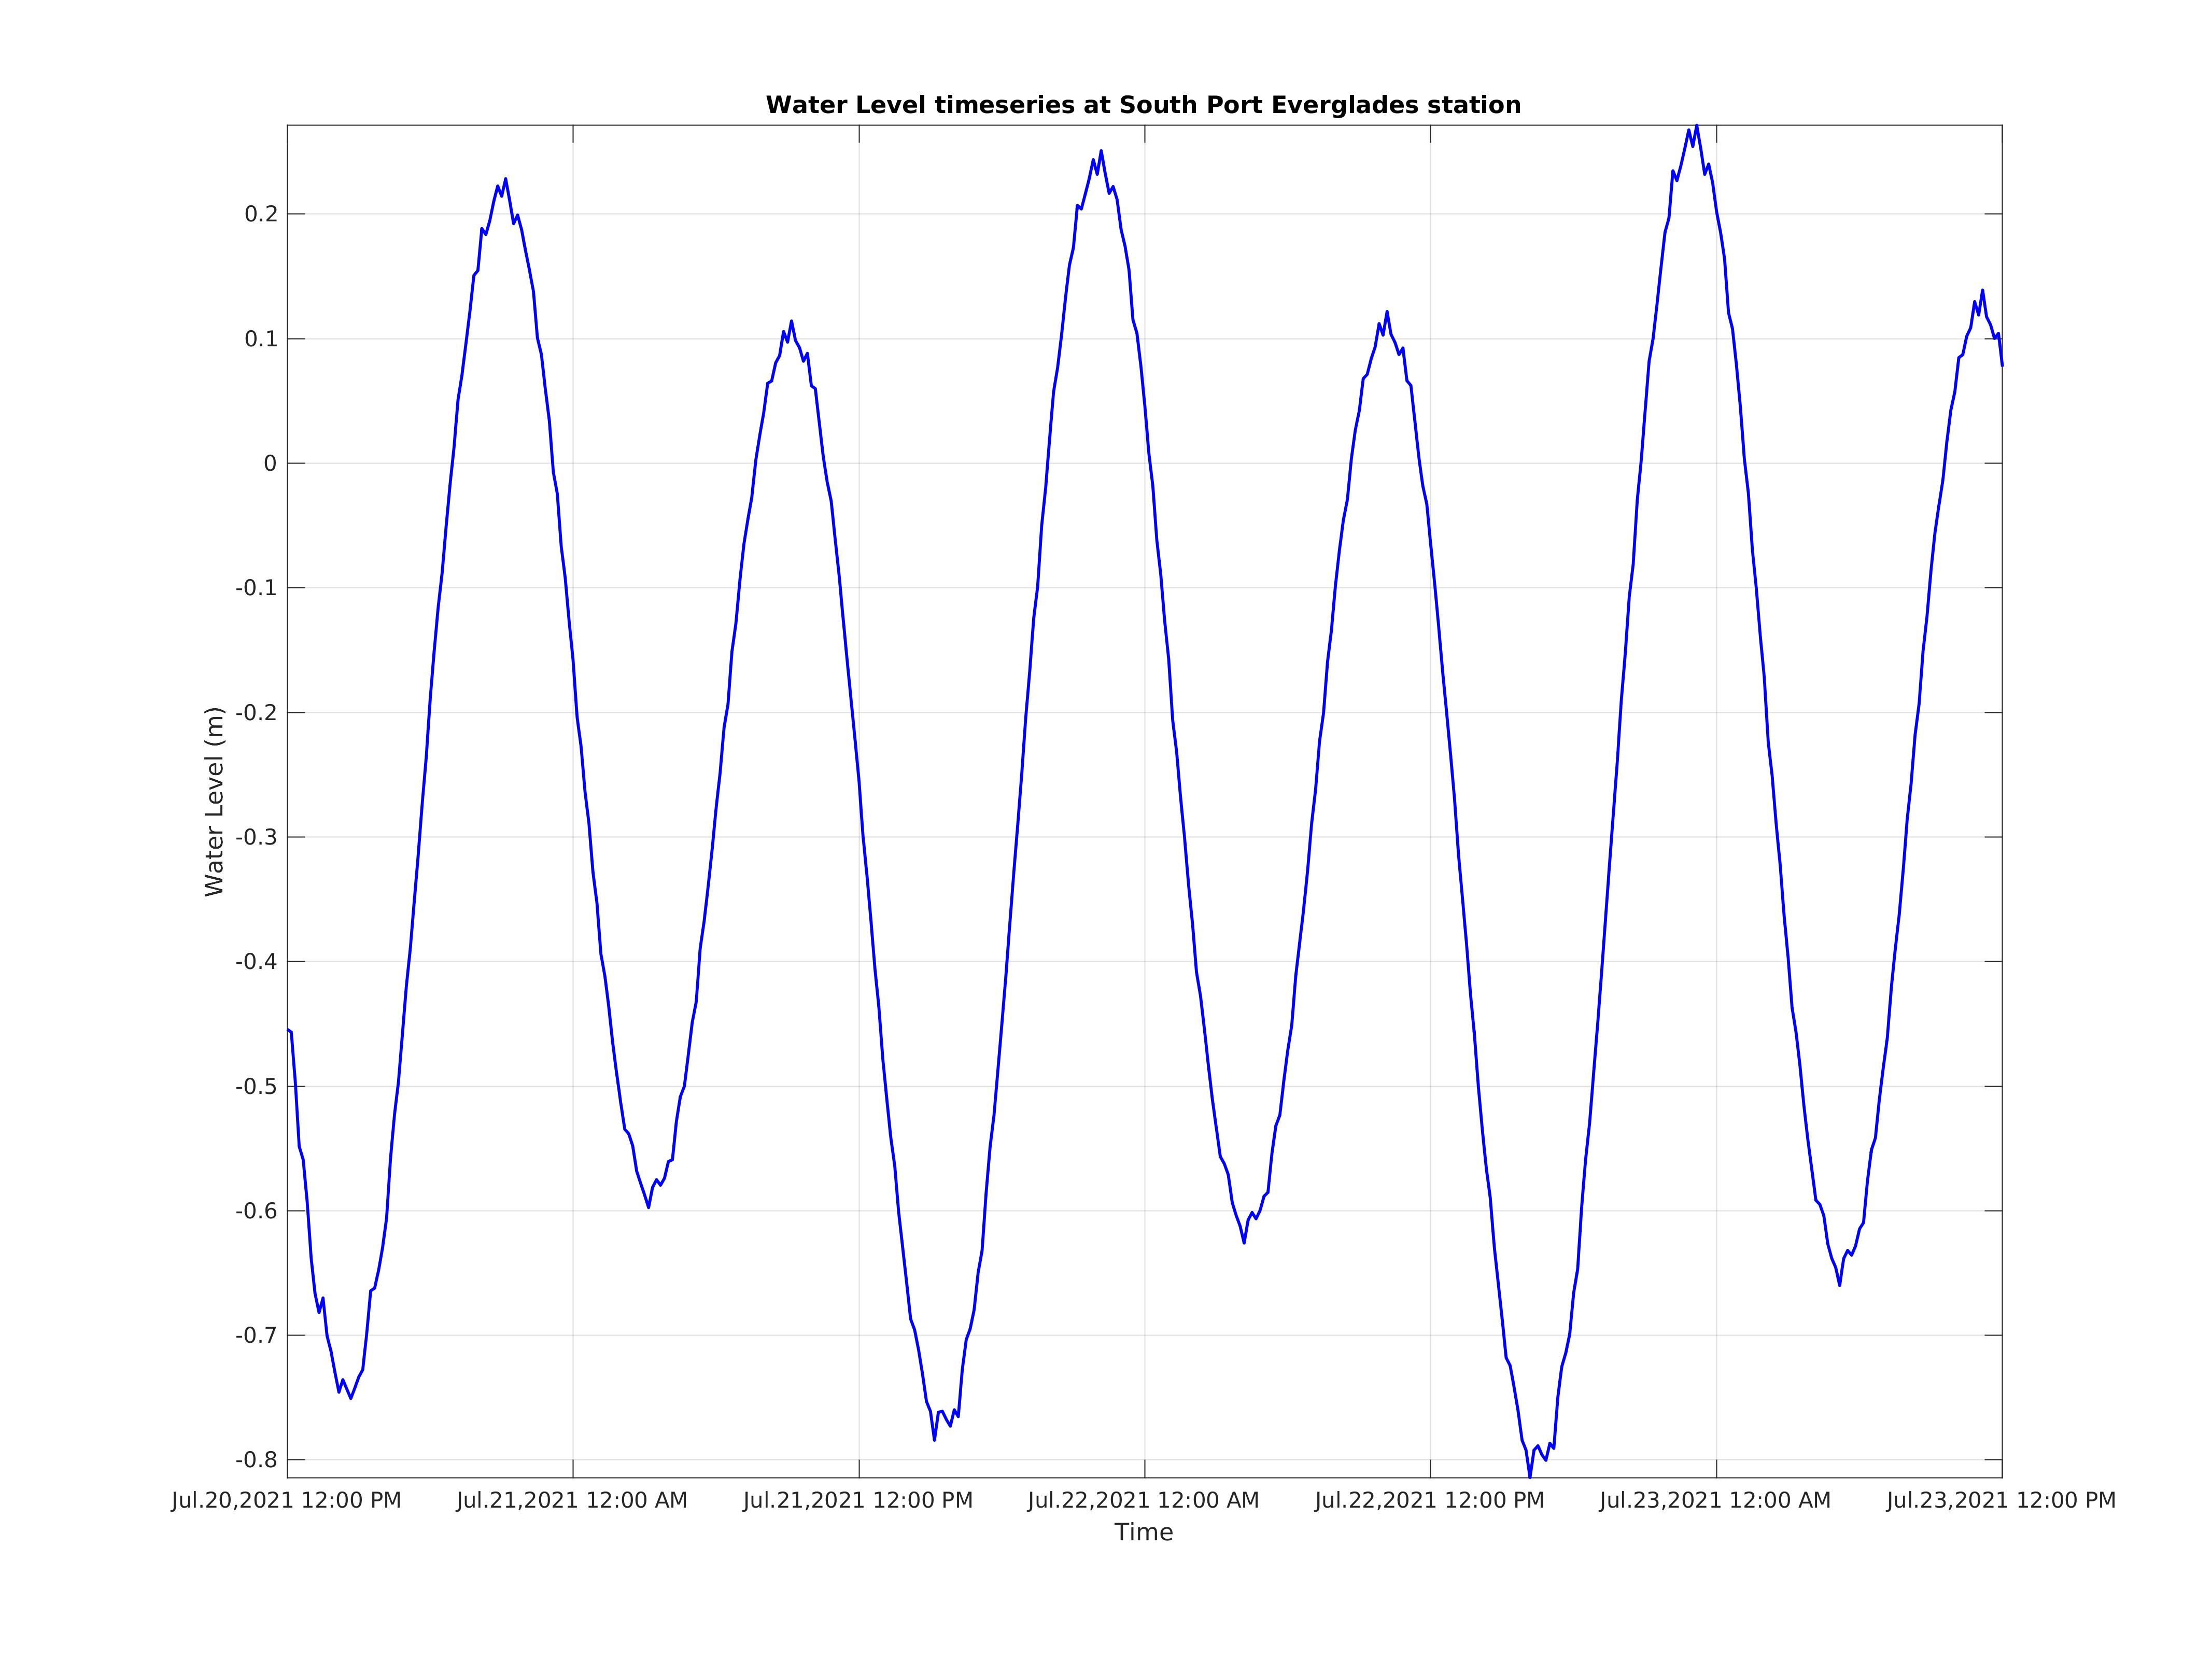 Water Level timeseries at South Port Everglades station
0.2
0.1
0
-0.1
-0.2
-0.3
-0.4
-0.5
-0.6
-0.7
-0.8
Water Level (m)
Jul.20,2021 12:00 PM
Jul.21,2021 12:00 AM
Jul.21,2021 12:00 PM
Jul.22,2021 12:00 AM
Jul.22,2021 12:00 PM
Jul.23,2021 12:00 AM
Jul.23,2021 12:00 PM
Time